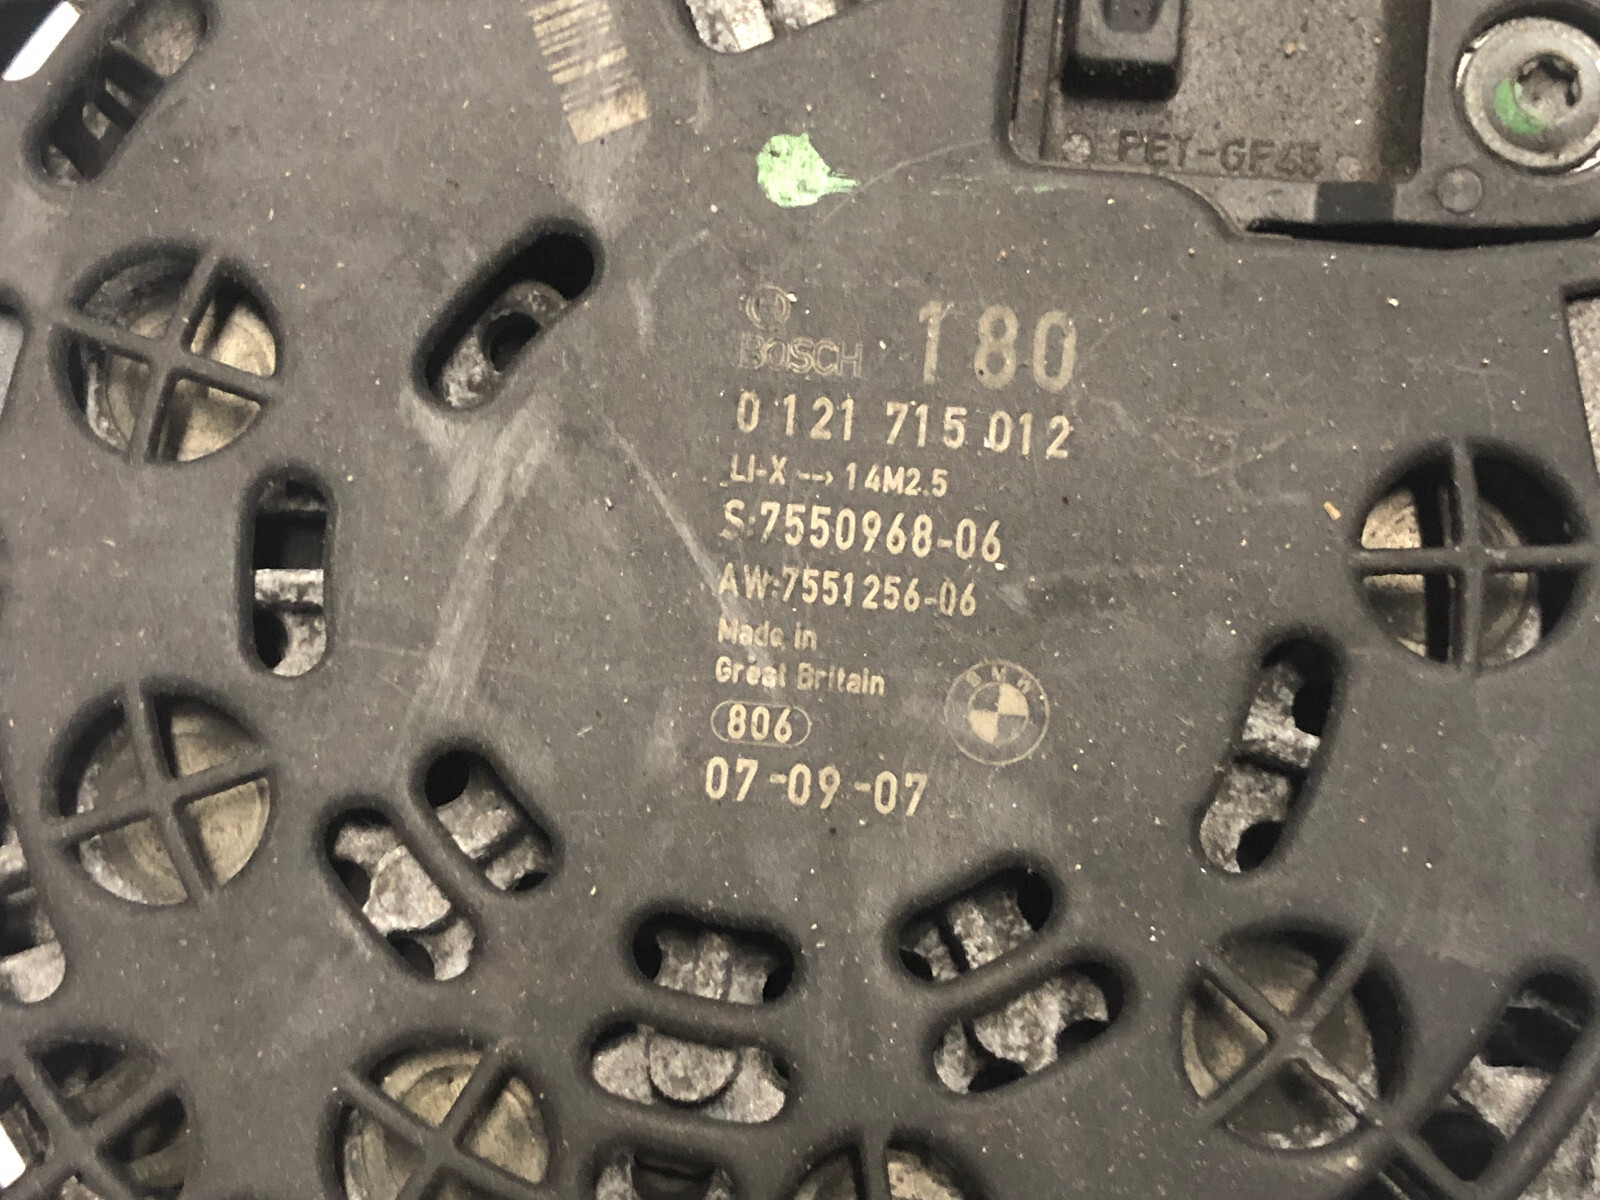 PET-GF45
BOSCH 180
0 121 715 012
LI-X --> 14M2.5
S:7550968-06
AW:7551256-06
Made in
Great Britain
BMW
806
07-09-07